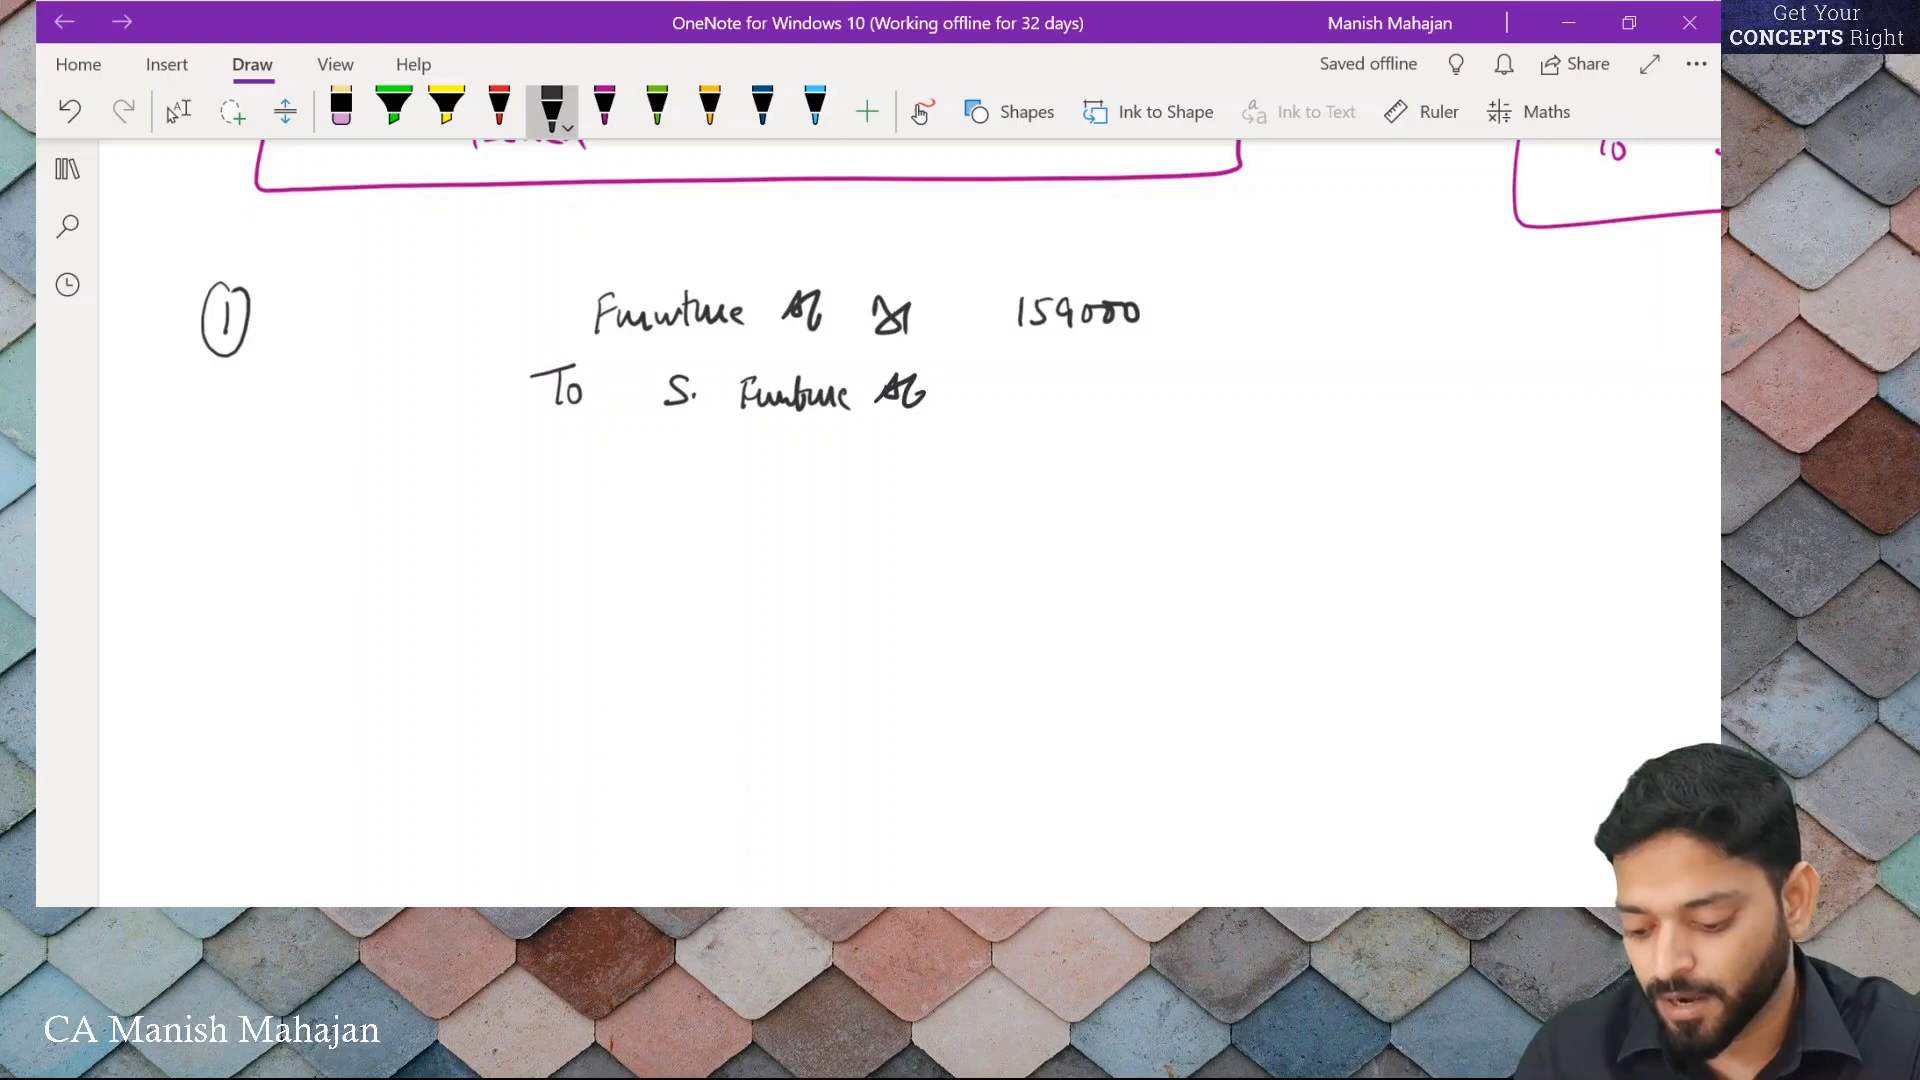 OneNote for Windows 10 (Working offline for 32 days)
Manish Mahajan
Get Your
CONCEPTS Right
Home Insert Draw View Help
Saved offline
Share
Shapes
Ink to Shape
Ink to Text
Ruler
Maths
To
1 Furniture A/c Dr 159000
To S. Furniture A/c
CA Manish Mahajan